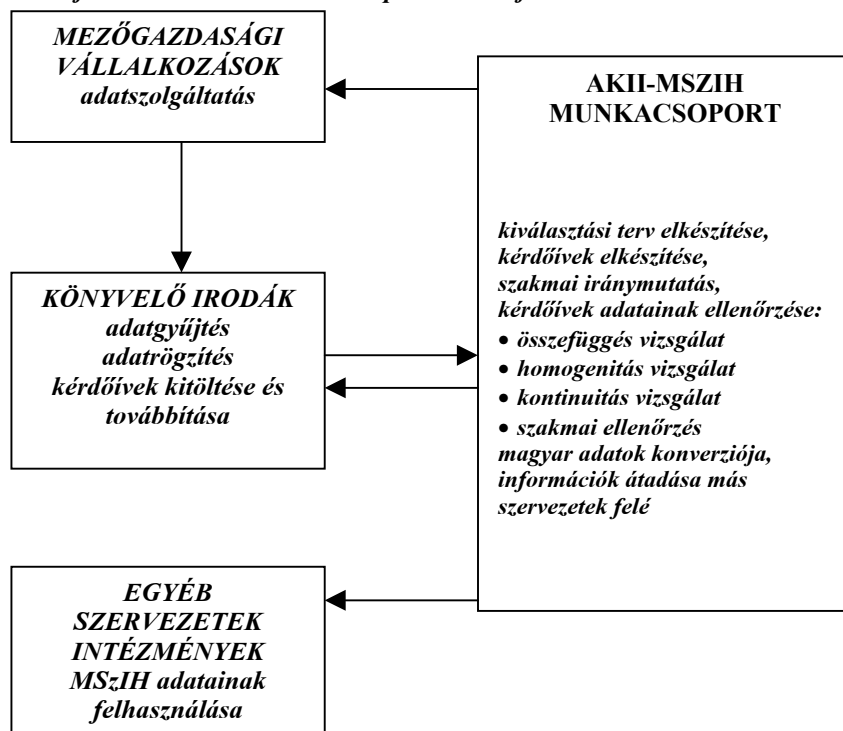 MEZŐGAZDASÁGI
VÁLLALKOZÁSOK
adatszolgáltatás
AKII-MSZIH
MUNKACSOPORT
kiválasztási terv elkészítése,
kérdőívek elkészítése,
szakmai iránymutatás,
kérdőívek adatainak ellenőrzése:
• összefüggés vizsgálat
• homogenitás vizsgálat
• kontinuitás vizsgálat
• szakmai ellenőrzés
magyar adatok konverziója,
információk átadása más
szervezetek felé
KÖNYVELŐ IRODÁK
adatgyűjtés
adatrögzítés
kérdőívek kitöltése és
továbbítása
EGYÉB
SZERVEZETEK
INTÉZMÉNYEK
MSzIH adatainak
felhasználása